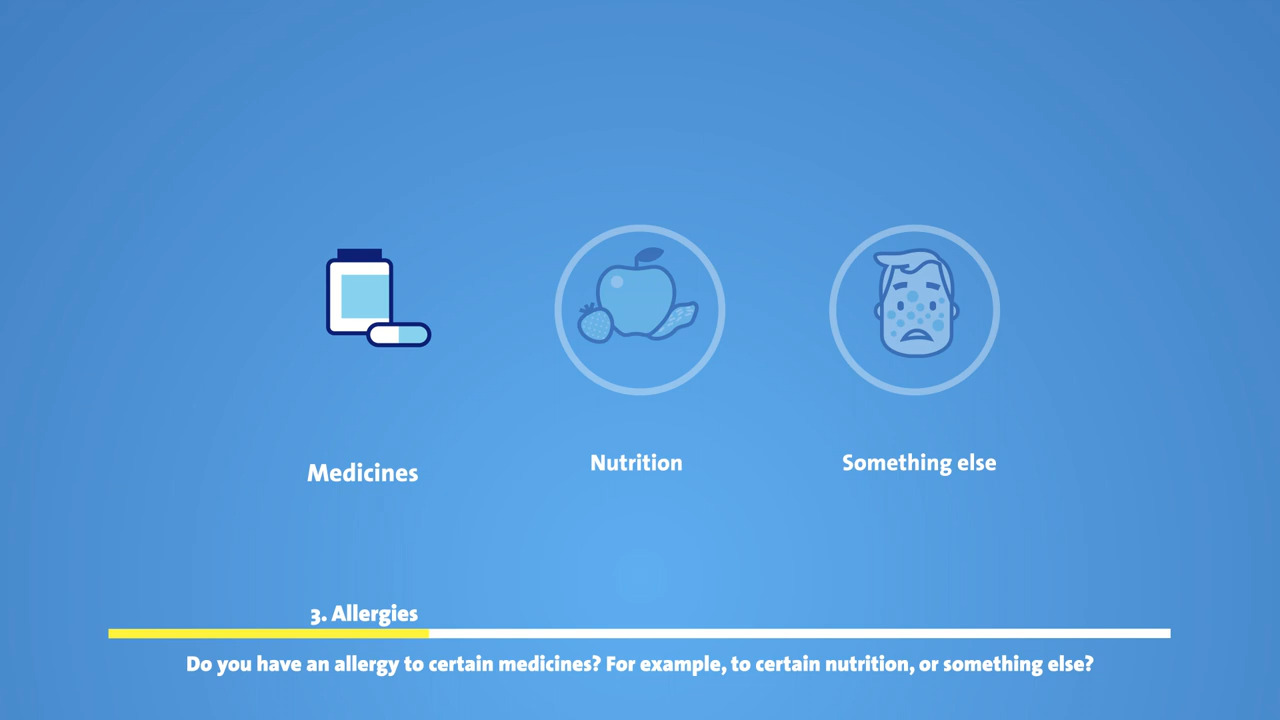 Medicines
Nutrition
Something else
3. Allergies
Do you have an allergy to certain medicines? For example, to certain nutrition, or something else?